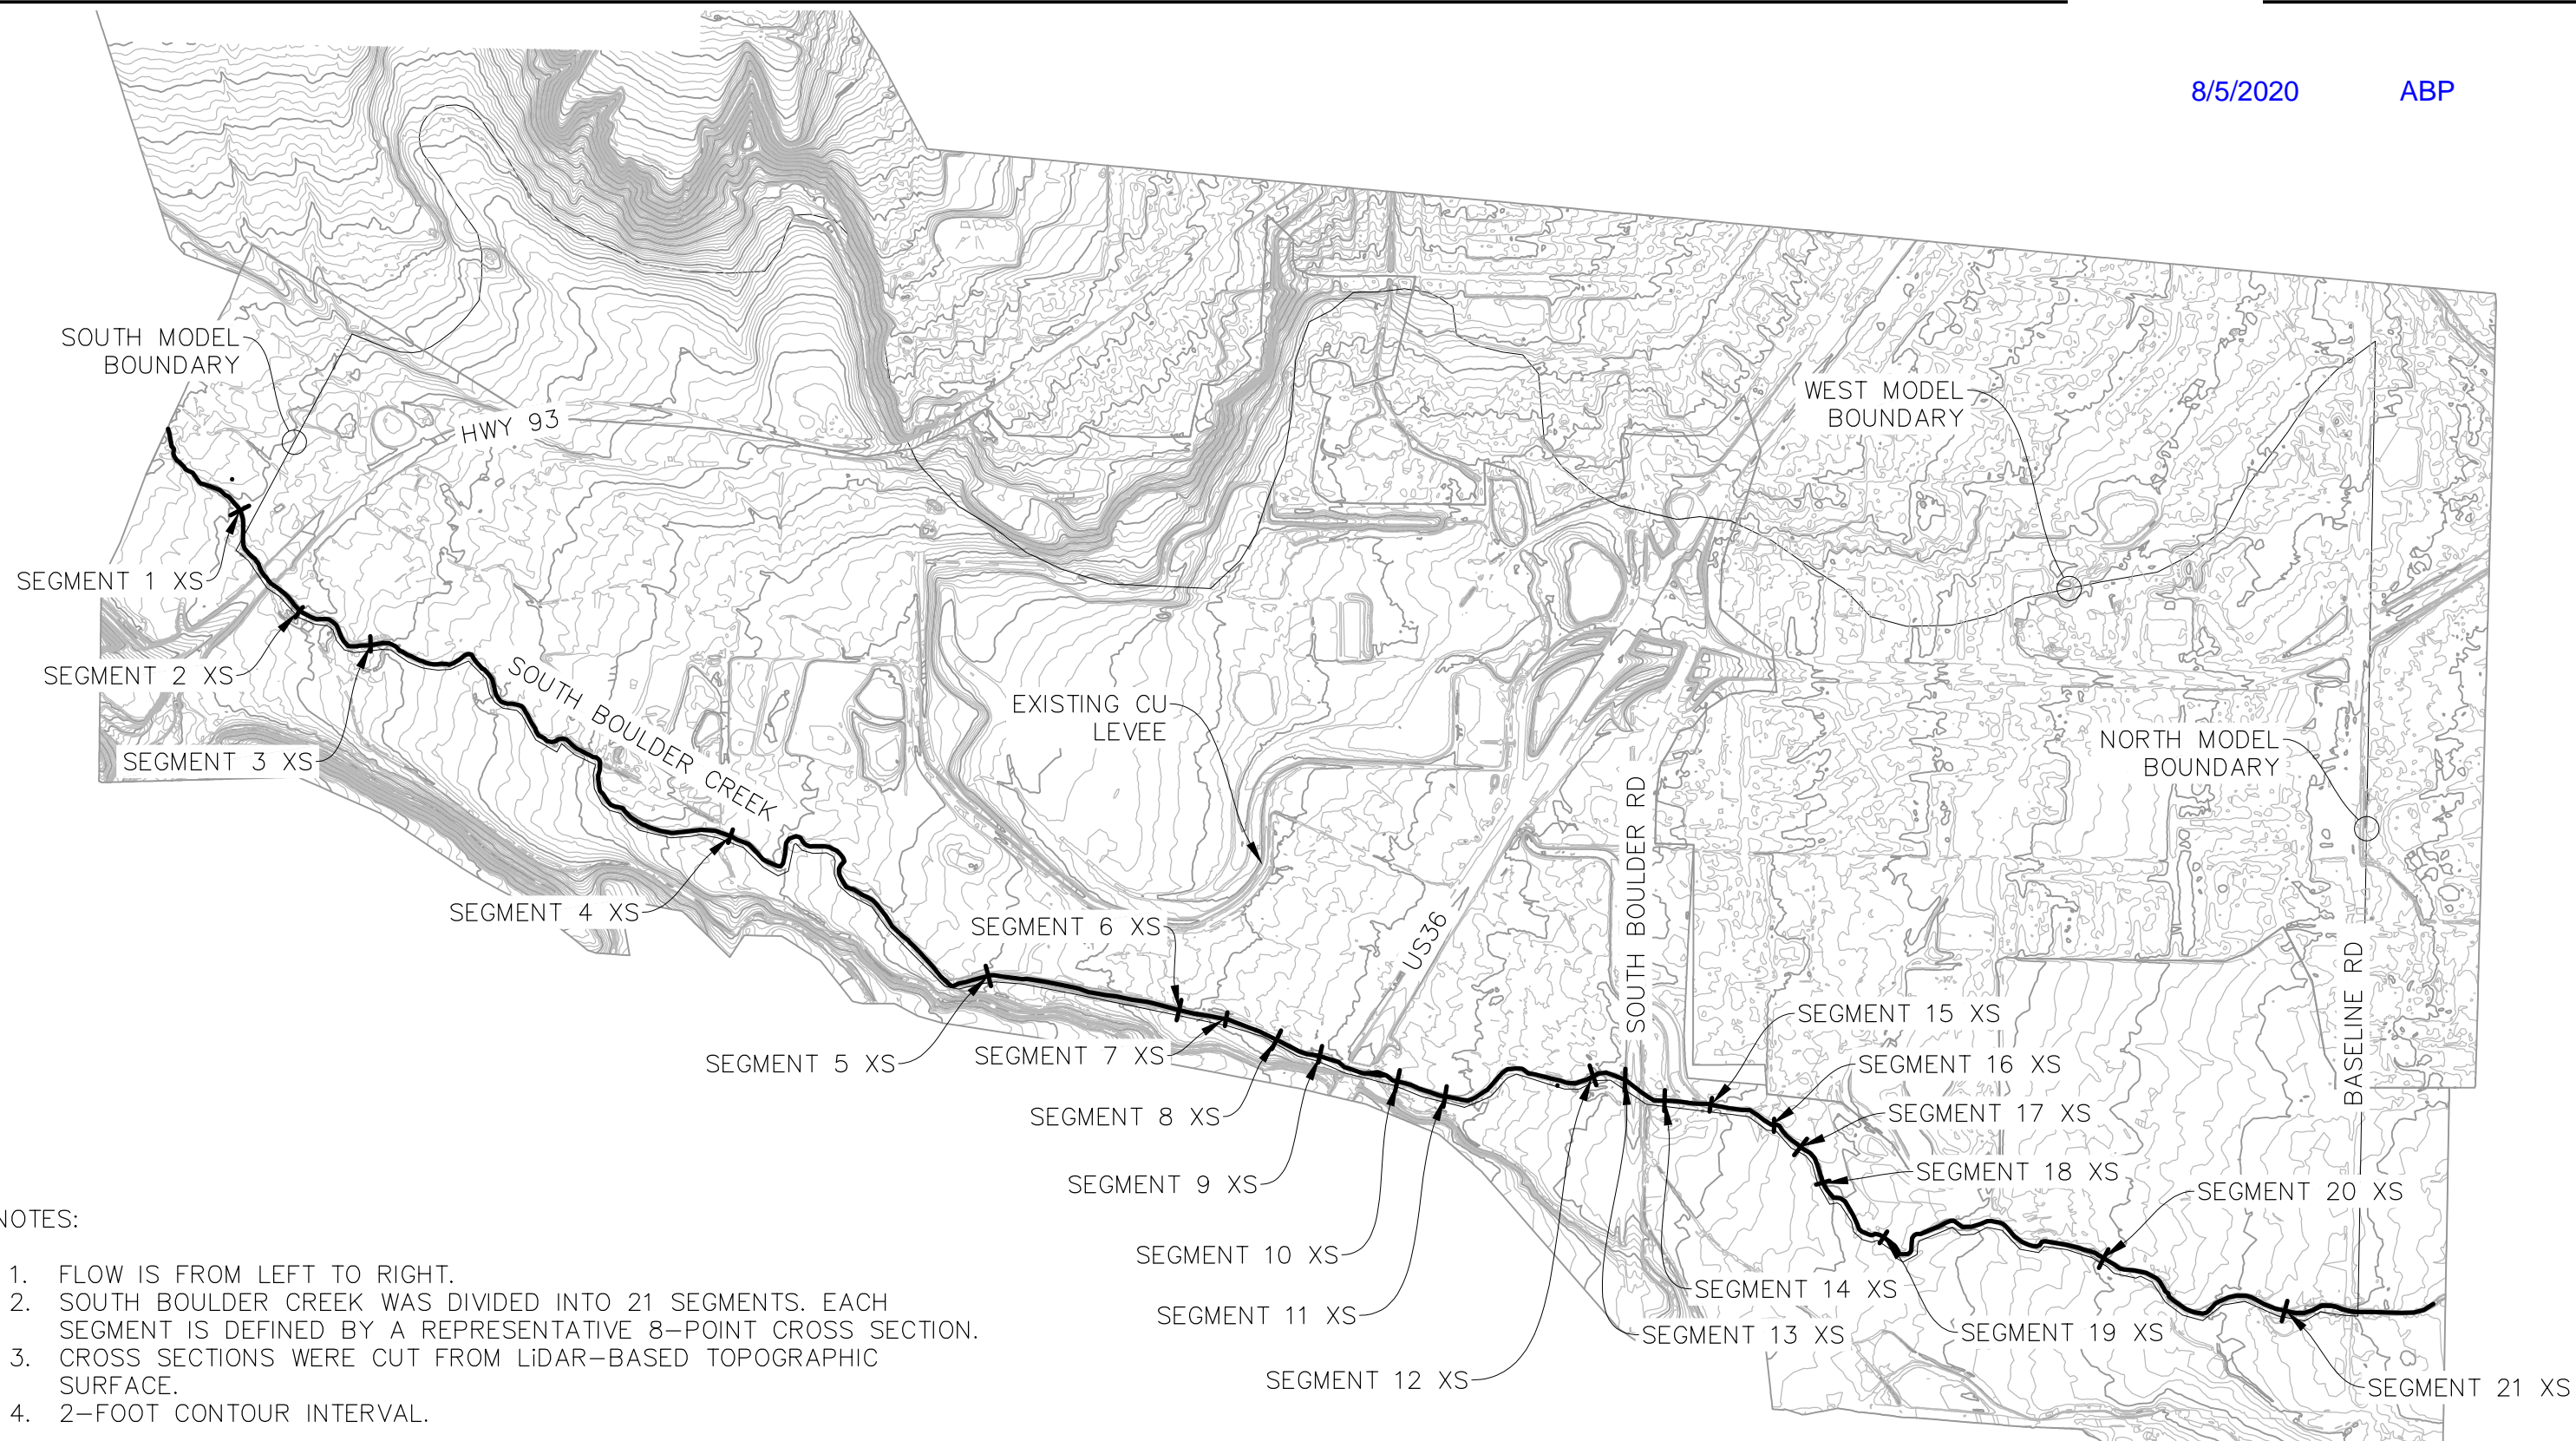 8/5/2020 ABP
SOUTH MODEL
BOUNDARY
HWY 93
WEST MODEL
BOUNDARY
SEGMENT 1 XS
SEGMENT 2 XS
SOUTH BOULDER CREEK
SEGMENT 3 XS
EXISTING CU
LEVEE
NORTH MODEL
BOUNDARY
SOUTH BOULDER RD
SEGMENT 4 XS
SEGMENT 6 XS
US36
BASELINE RD
SEGMENT 5 XS
SEGMENT 7 XS
SEGMENT 15 XS
SEGMENT 16 XS
SEGMENT 8 XS
SEGMENT 17 XS
SEGMENT 9 XS
SEGMENT 18 XS
SEGMENT 20 XS
SEGMENT 10 XS
SEGMENT 14 XS
SEGMENT 11 XS
SEGMENT 13 XS
SEGMENT 19 XS
SEGMENT 12 XS
SEGMENT 21 XS
NOTES:
1. FLOW IS FROM LEFT TO RIGHT.
2. SOUTH BOULDER CREEK WAS DIVIDED INTO 21 SEGMENTS. EACH
SEGMENT IS DEFINED BY A REPRESENTATIVE 8-POINT CROSS SECTION.
3. CROSS SECTIONS WERE CUT FROM LiDAR-BASED TOPOGRAPHIC
SURFACE.
4. 2-FOOT CONTOUR INTERVAL.